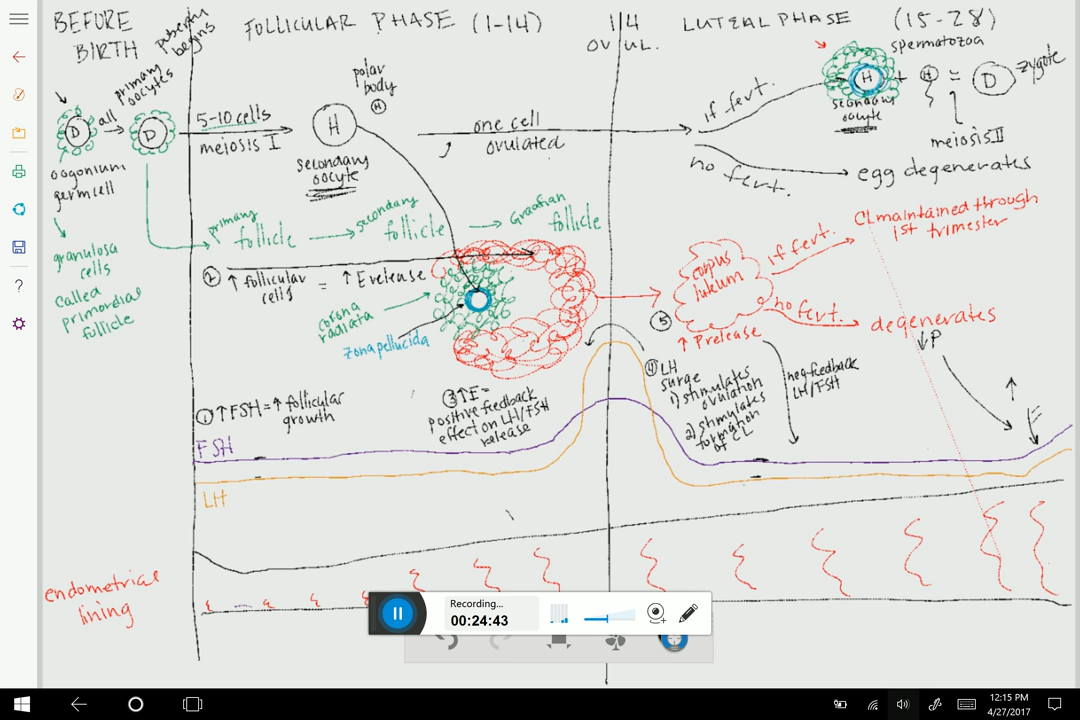 BEFORE
BIRTH
puberty
begins
FOLLICULAR PHASE (1-14)
14
OVUL.
LUTEAL PHASE (15-28)
D
all
primary
oocytes
D
5-10 cells
meiosis I
H
polar
body
H
secondary
oocyte
one cell
ovulated
if fert.
no fert.
H
secondary
oocyte
+
spermatozoa
H
=
D
zygote
meiosis II
egg degenerates
oogonium
germ cell
granulosa
cells
called
primordial
follicle
primary
follicle
secondary
follicle
Graafian
follicle
2 ↑ follicular
cells = ↑ E release
corona
radiata
zona pellucida
corpus
luteum
if fert.
CL maintained through
1st trimester
no fert.
degenerates
↓P
5
↑ P release
neg feedback
LH/FSH
1 ↑FSH = ↑ follicular
growth
3 ↑E =
positive feedback
effect on LH/FSH
release
4 LH
surge
1) stimulates
ovulation
2) stimulates
formation
of CL
FSH
LH
endometrial
lining
Recording...
00:24:43
12:15 PM
4/27/2017